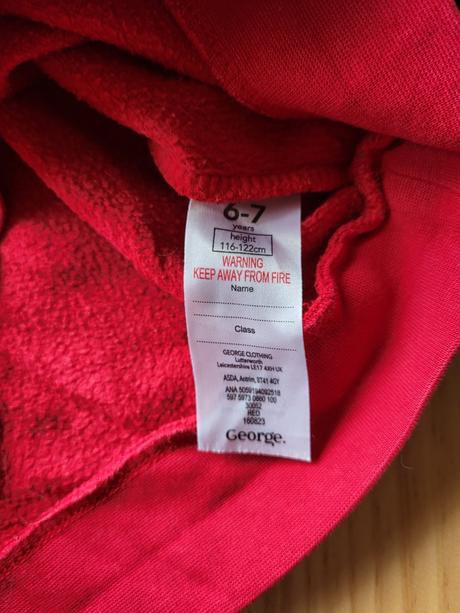 6-7
years
height
116-122cm
WARNING
KEEP AWAY FROM FIRE
Name
Class
GEORGE CLOTHING
Lutterworth
Leicestershire LE17 4XH UK
ASDA, Antrim, BT41 4GY
ANA 5059194092518
597 5973 0860 100
30052
RED
160823
George.